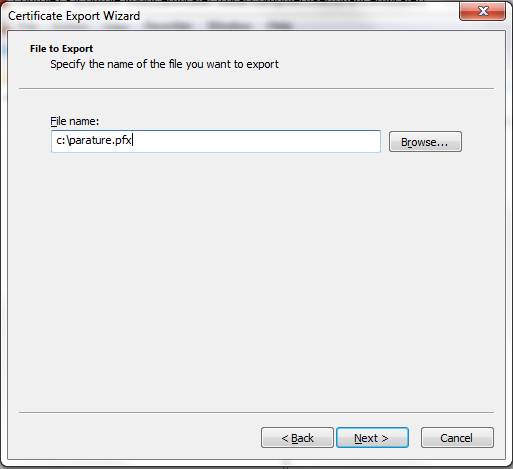 Certificate Export Wizard
File to Export
Specify the name of the file you want to export
File name:
c:\parature.pfx
Browse...
< Back
Next >
Cancel